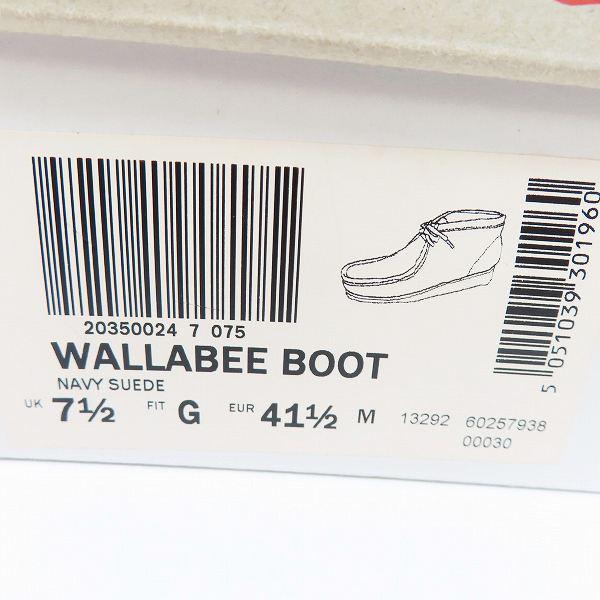 20350024 7 075
WALLABEE BOOT
NAVY SUEDE
UK 7½ FIT G EUR 41½ M 13292 60257938
00030
5 051039 301960